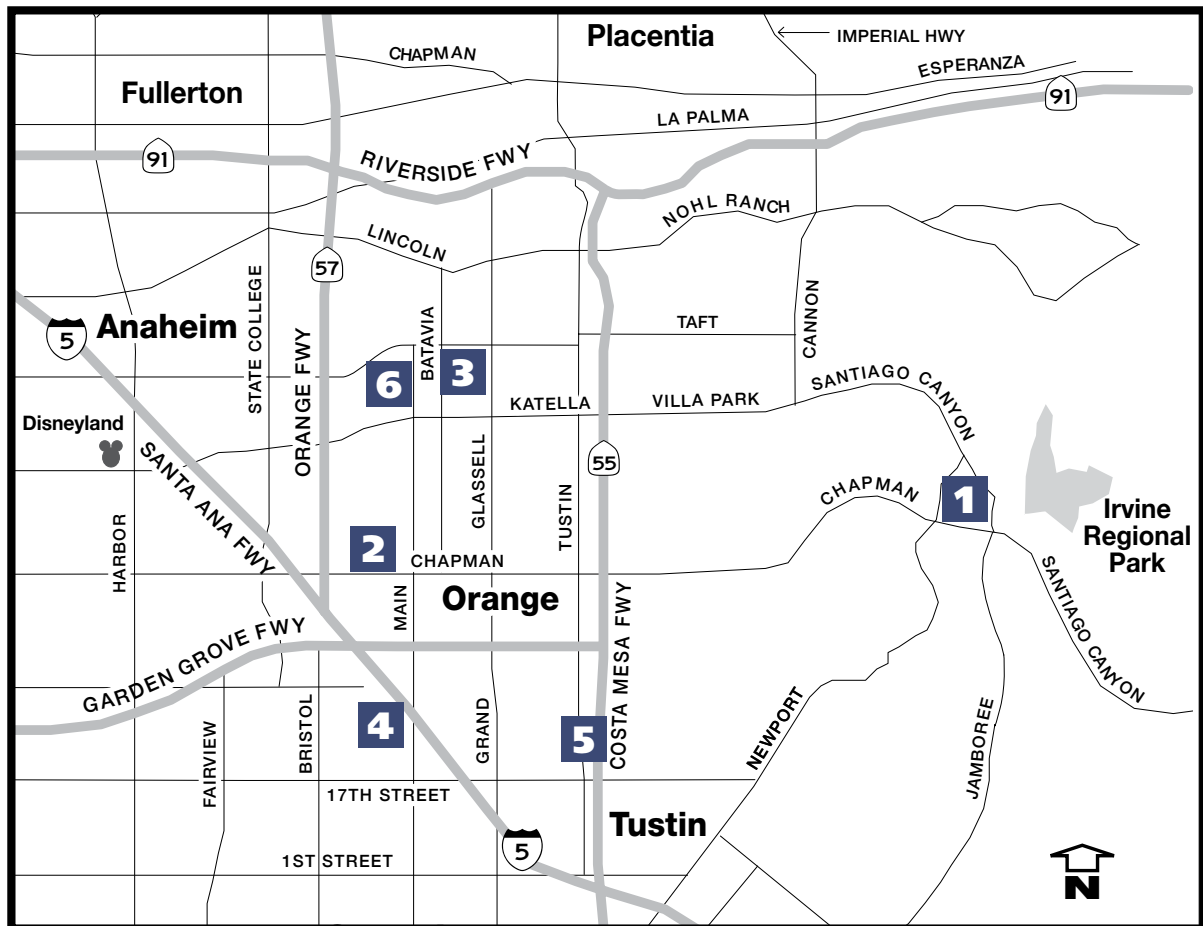 Placentia
IMPERIAL HWY
CHAPMAN
ESPERANZA
Fullerton
91
LA PALMA
91
RIVERSIDE FWY
NOHL RANCH
LINCOLN
57
STATE COLLEGE
Anaheim
5
ORANGE FWY
BATAVIA
TAFT
CANNON
6
3
SANTIAGO CANYON
KATELLA
VILLA PARK
Disneyland
SANTA ANA FWY
GLASSELL
55
TUSTIN
CHAPMAN
1
Irvine
Regional
Park
HARBOR
2
CHAPMAN
MAIN
Orange
SANTIAGO CANYON
GARDEN GROVE FWY
COSTA MESA FWY
FAIRVIEW
BRISTOL
4
GRAND
5
NEWPORT
JAMBOREE
17TH STREET
Tustin
5
1ST STREET
N